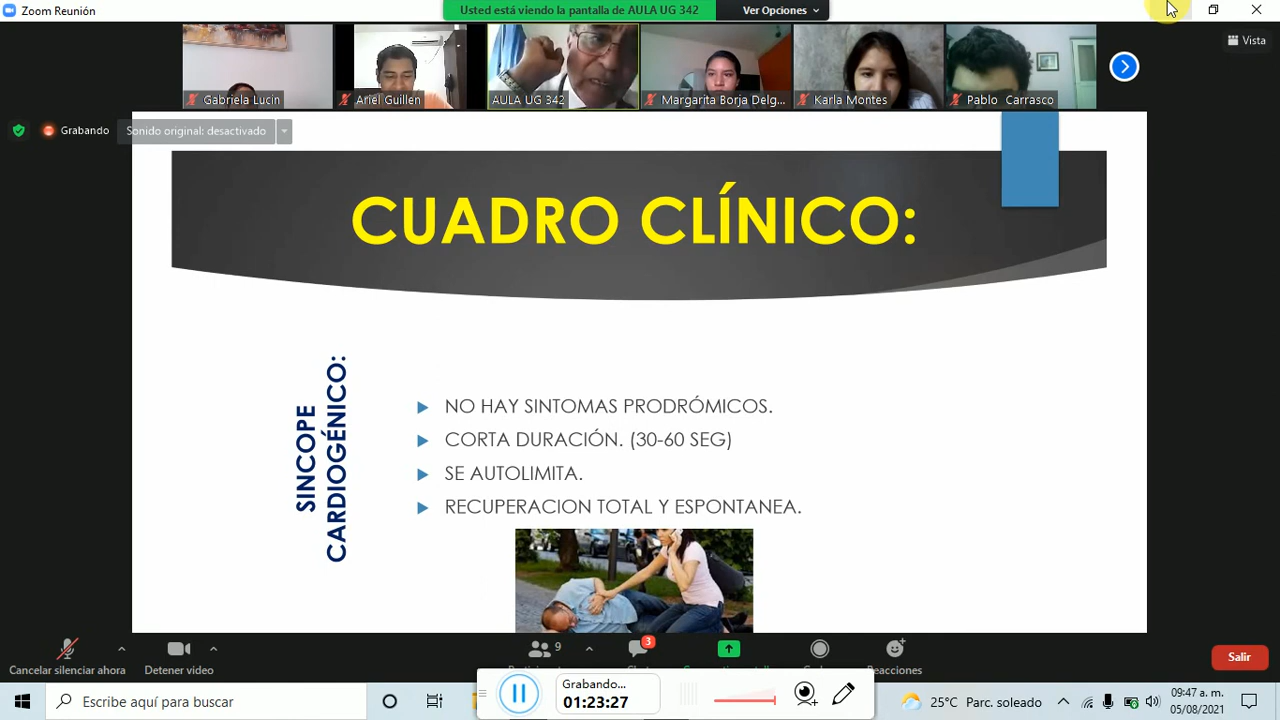 Zoom Reunión
Usted está viendo la pantalla de AULA UG 342
Ver Opciones
Vista
Gabriela Lucin
Ariel Guillen
AULA UG 342
Margarita Borja Delg...
Karla Montes
Pablo Carrasco
Grabando
Sonido original: desactivado
CUADRO CLÍNICO:
SINCOPE
CARDIOGÉNICO:
NO HAY SINTOMAS PRODRÓMICOS.
CORTA DURACIÓN. (30-60 SEG)
SE AUTOLIMITA.
RECUPERACION TOTAL Y ESPONTANEA.
9
3
Cancelar silenciar ahora
Detener video
Reacciones
Salir
Grabando...
01:23:27
Escribe aquí para buscar
25°C Parc. soleado
09:47 a. m.
05/08/2021